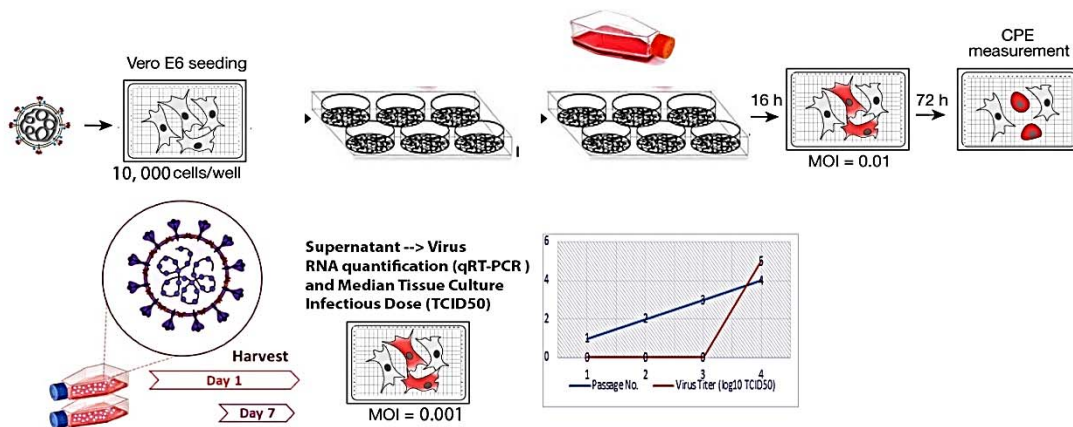 Vero E6 seeding
10,000 cells/well
16 h
MOI = 0.01
72 h
CPE
measurement
Harvest
Day 1
Day 7
Supernatant --> Virus
RNA quantification (qRT-PCR )
and Median Tissue Culture
Infectious Dose (TCID50)
MOI = 0.001
6
4
2
0
1
2
3
4
0
0
0
5
1
2
3
4
Passage No.
Virus Titer (log10 TCID50)